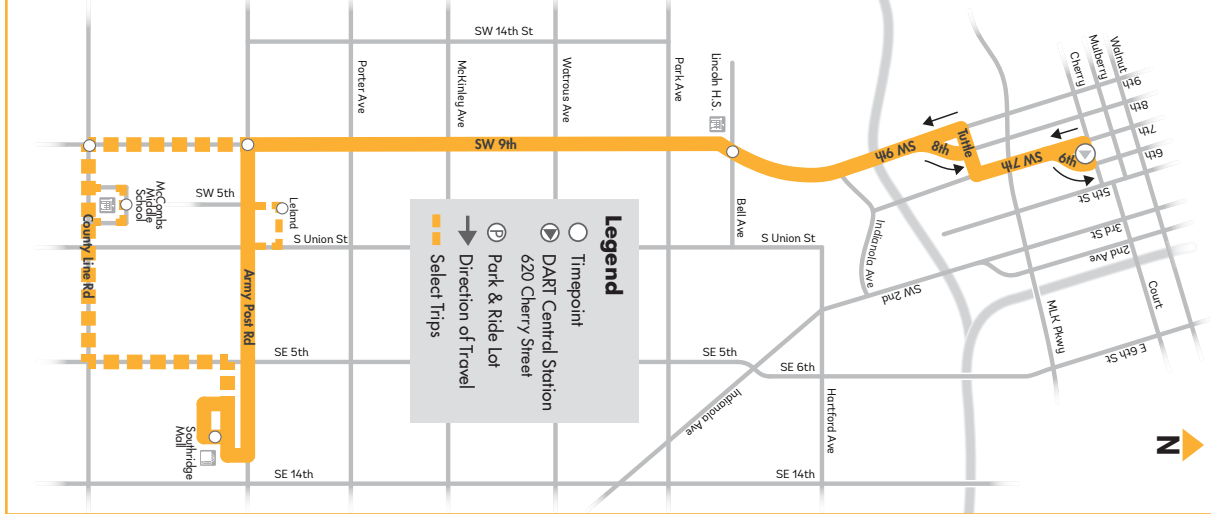 SW 14th St
Porter Ave
McKinley Ave
Watrous Ave
Park Ave
Lincoln H.S.
Cherry
Mulberry
Walnut
9th
8th
7th
6th
5th St
3rd St
2nd Ave
Court
E 6th St
MLK Pkwy
SW 9th
SW 9th
8th
Tuttle
SW 7th
6th
Bell Ave
S Union St
Indianola Ave
SW 2nd
McCombs
Middle
School
SW 5th
Leland
S Union St
County Line Rd
Army Post Rd
Legend
Timepoint
DART Central Station
620 Cherry Street
P
Park & Ride Lot
Direction of Travel
Select Trips
SE 5th
SE 5th
SE 6th
Indianola Ave
Hartford Ave
Southridge
Mall
SE 14th
SE 14th
N